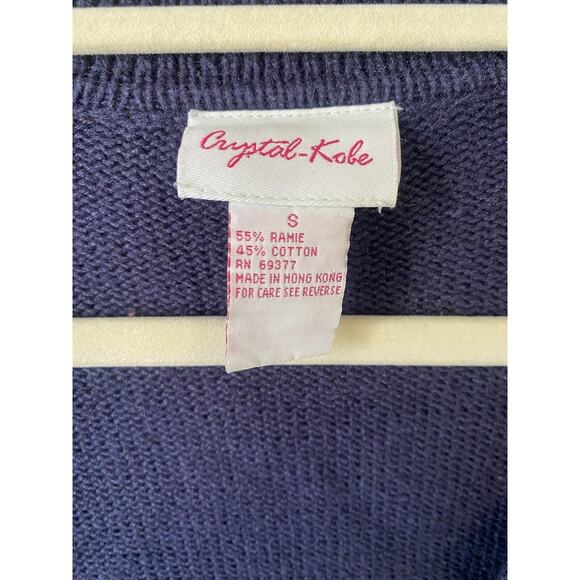 Crystal-Kobe
S
55% RAMIE
45% COTTON
RN 69377
MADE IN HONG KONG
FOR CARE SEE REVERSE